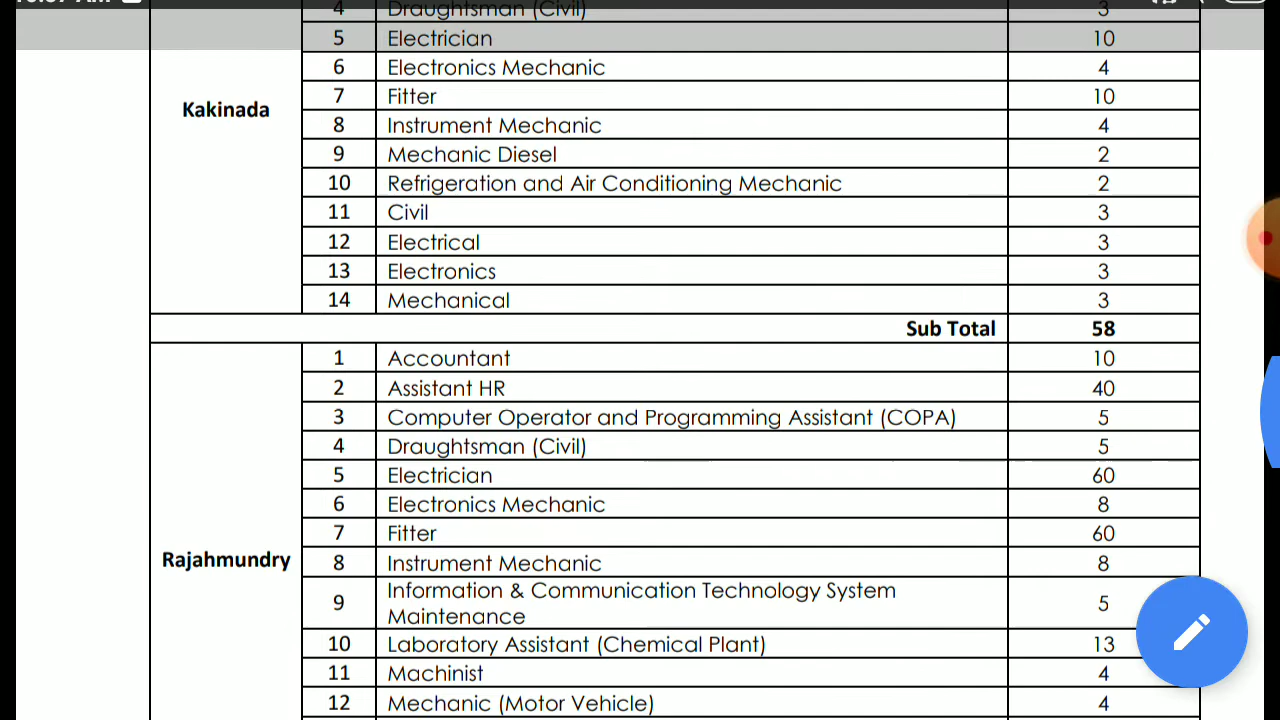 4 Draughtsman (Civil) 3
5 Electrician 10
6 Electronics Mechanic 4
Kakinada
7 Fitter 10
8 Instrument Mechanic 4
9 Mechanic Diesel 2
10 Refrigeration and Air Conditioning Mechanic 2
11 Civil 3
12 Electrical 3
13 Electronics 3
14 Mechanical 3
Sub Total 58
1 Accountant 10
2 Assistant HR 40
3 Computer Operator and Programming Assistant (COPA) 5
4 Draughtsman (Civil) 5
5 Electrician 60
6 Electronics Mechanic 8
7 Fitter 60
Rajahmundry
8 Instrument Mechanic 8
9 Information & Communication Technology System
Maintenance 5
10 Laboratory Assistant (Chemical Plant) 13
11 Machinist 4
12 Mechanic (Motor Vehicle) 4